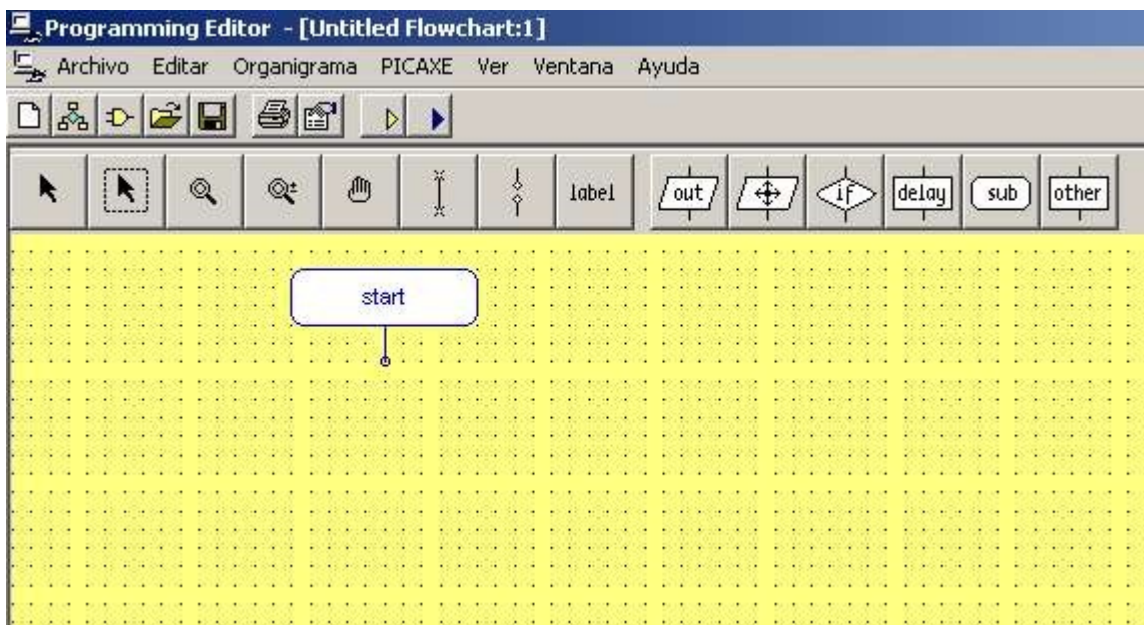 Programming Editor - [Untitled Flowchart:1]
Archivo Editar Organigrama PICAXE Ver Ventana Ayuda
label out if delay sub other
start